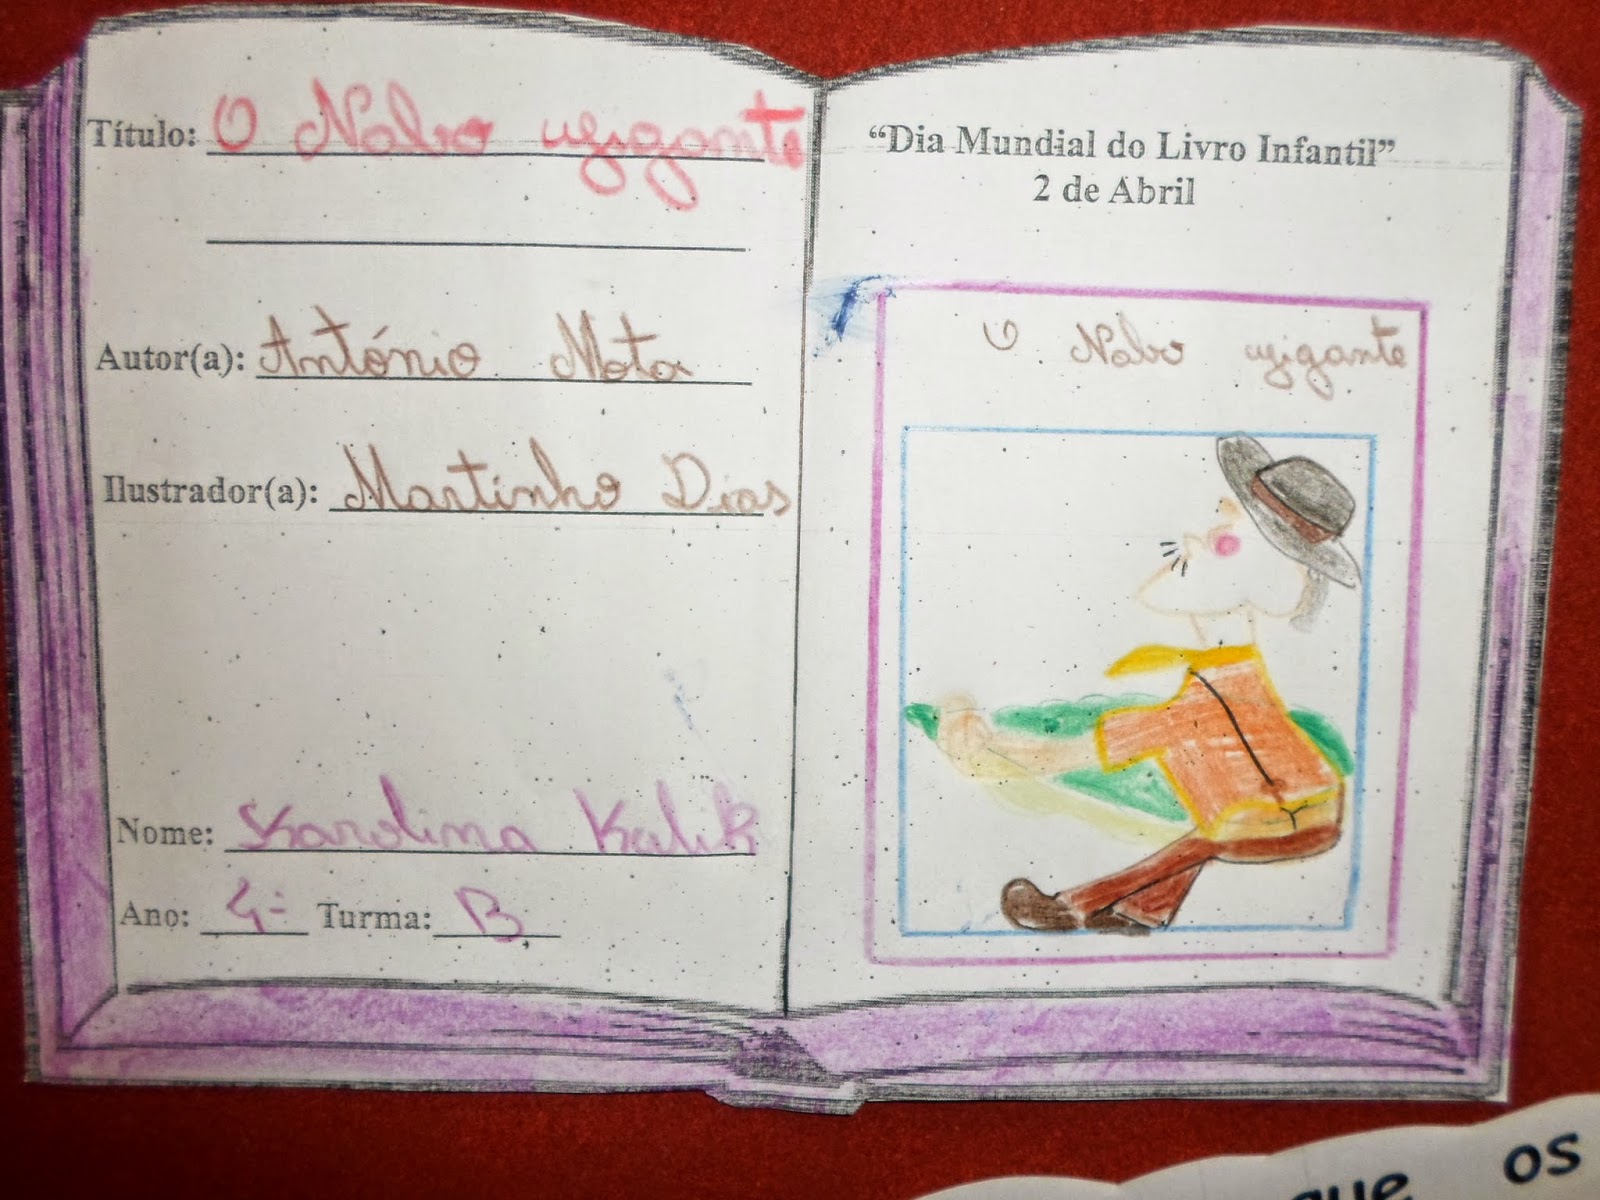 Título: O Nabo gigante
Autor(a): António Mota
Ilustrador(a): Martinho Dias
Nome: Karolina Kalik
Ano: 4º Turma: B
“Dia Mundial do Livro Infantil”
2 de Abril
O Nabo gigante
que os